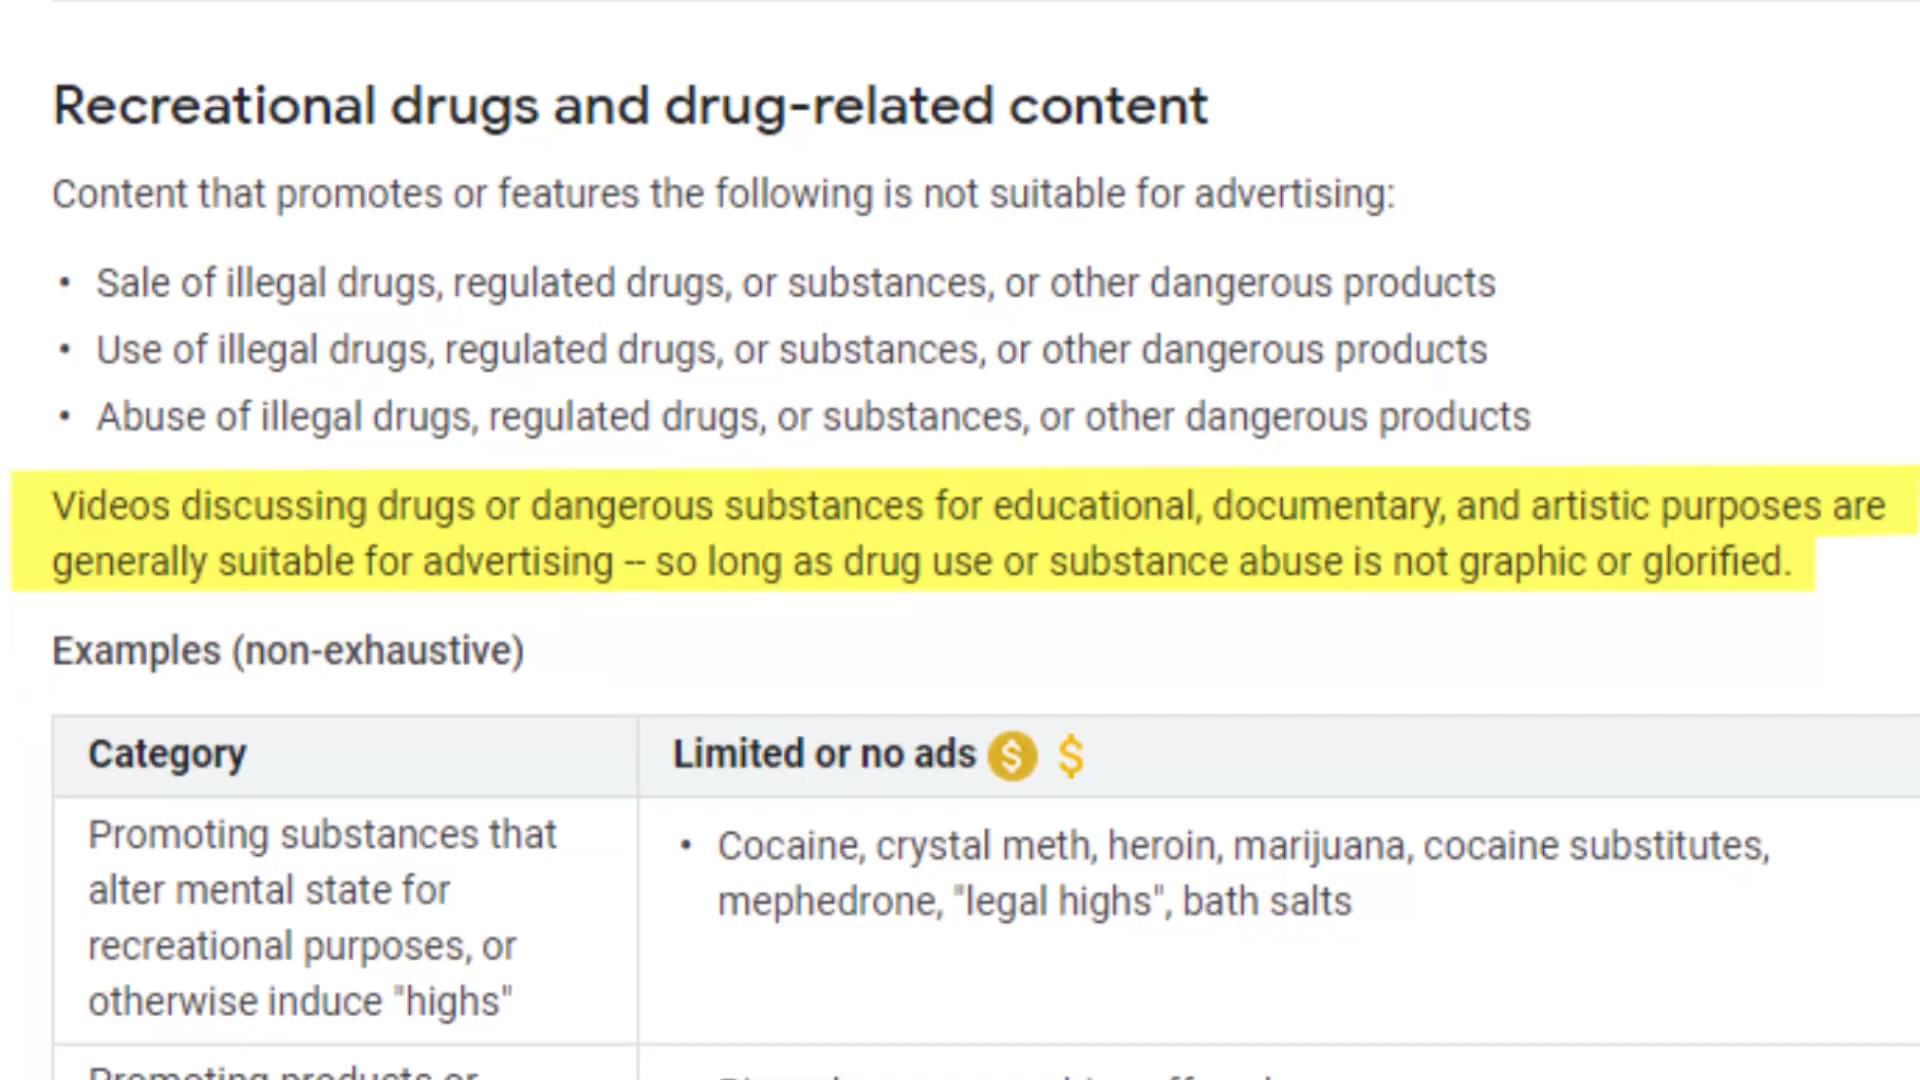 Recreational drugs and drug-related content
Content that promotes or features the following is not suitable for advertising:
• Sale of illegal drugs, regulated drugs, or substances, or other dangerous products
• Use of illegal drugs, regulated drugs, or substances, or other dangerous products
• Abuse of illegal drugs, regulated drugs, or substances, or other dangerous products
Videos discussing drugs or dangerous substances for educational, documentary, and artistic purposes are
generally suitable for advertising -- so long as drug use or substance abuse is not graphic or glorified.
Examples (non-exhaustive)
Category
Limited or no ads $ $
Promoting substances that
alter mental state for
recreational purposes, or
otherwise induce "highs"
• Cocaine, crystal meth, heroin, marijuana, cocaine substitutes,
mephedrone, "legal highs", bath salts
Promoting products or